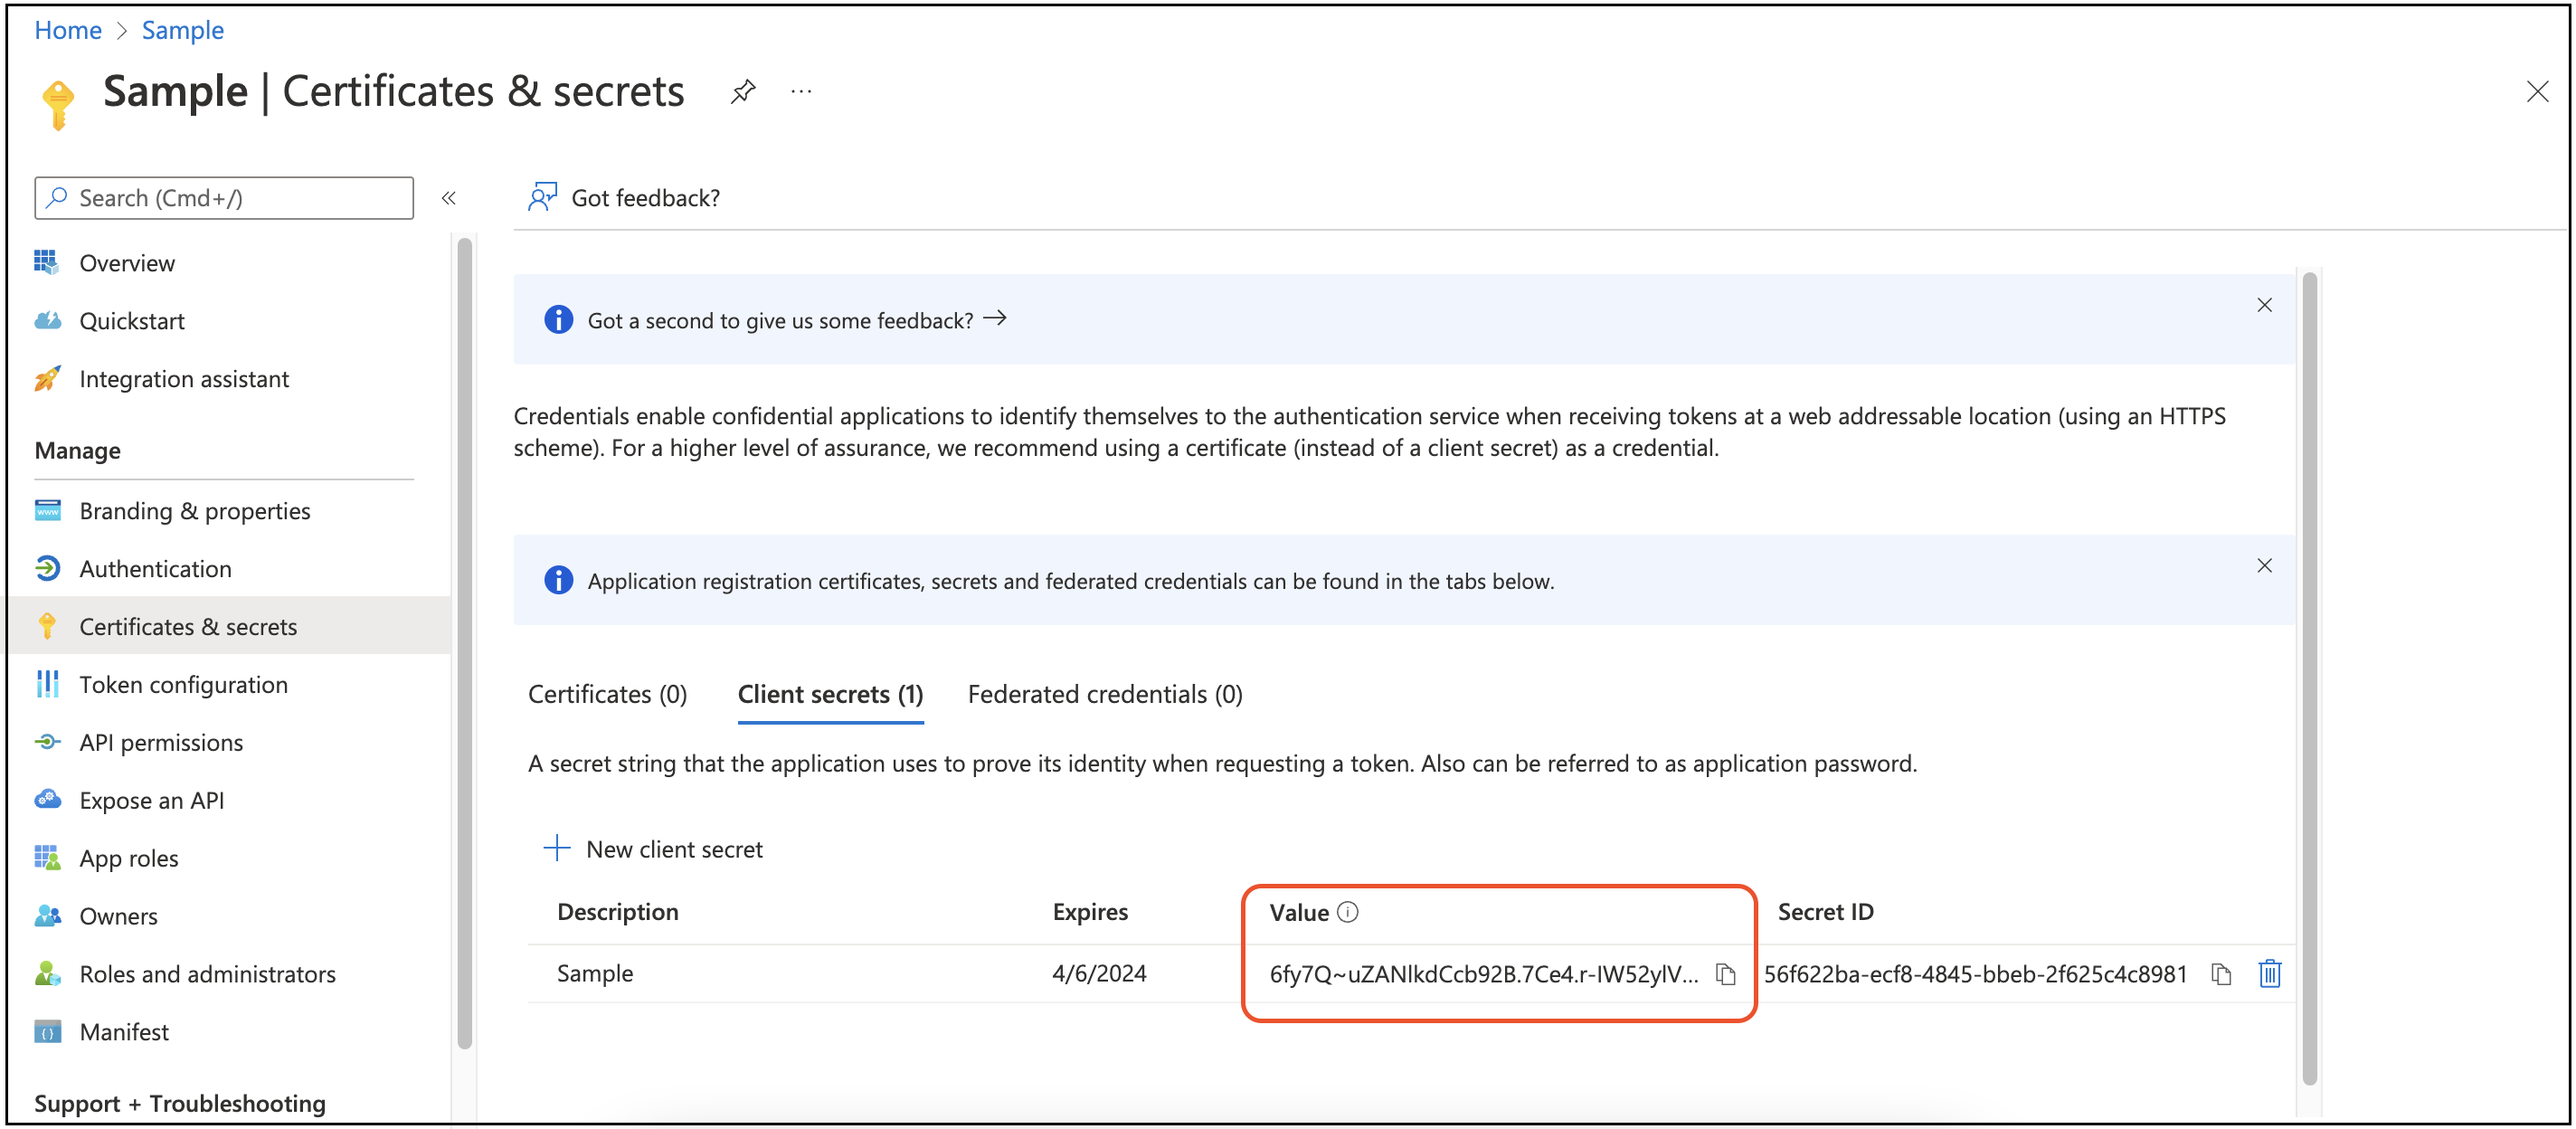 Home > Sample
Sample | Certificates & secrets ...
Search (Cmd+/)
«
Got feedback?
Overview
Quickstart
Integration assistant
Manage
Branding & properties
Authentication
Certificates & secrets
Token configuration
API permissions
Expose an API
App roles
Owners
Roles and administrators
Manifest
Support + Troubleshooting
Got a second to give us some feedback? →
Credentials enable confidential applications to identify themselves to the authentication service when receiving tokens at a web addressable location (using an HTTPS
scheme). For a higher level of assurance, we recommend using a certificate (instead of a client secret) as a credential.
Application registration certificates, secrets and federated credentials can be found in the tabs below.
Certificates (0) Client secrets (1) Federated credentials (0)
A secret string that the application uses to prove its identity when requesting a token. Also can be referred to as application password.
New client secret
Description Expires Value Secret ID
Sample 4/6/2024 6fy7Q~uZANlkdCcb92B.7Ce4.r-IW52ylV... 56f622ba-ecf8-4845-bbeb-2f625c4c8981